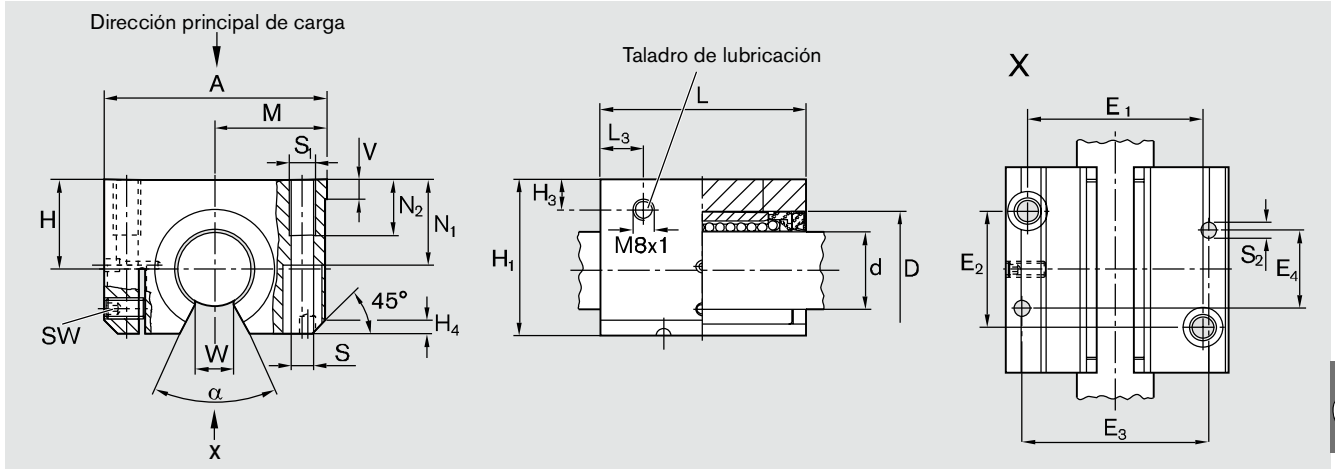 Dirección principal de carga
A
M
S₁
V
H
N₂
N₁
45°
H₄
SW
W
S
α
x
Taladro de lubricación
L
L₃
H₃
M8x1
H₁
d
D
X
E₁
E₂
S₂
E₄
E₃